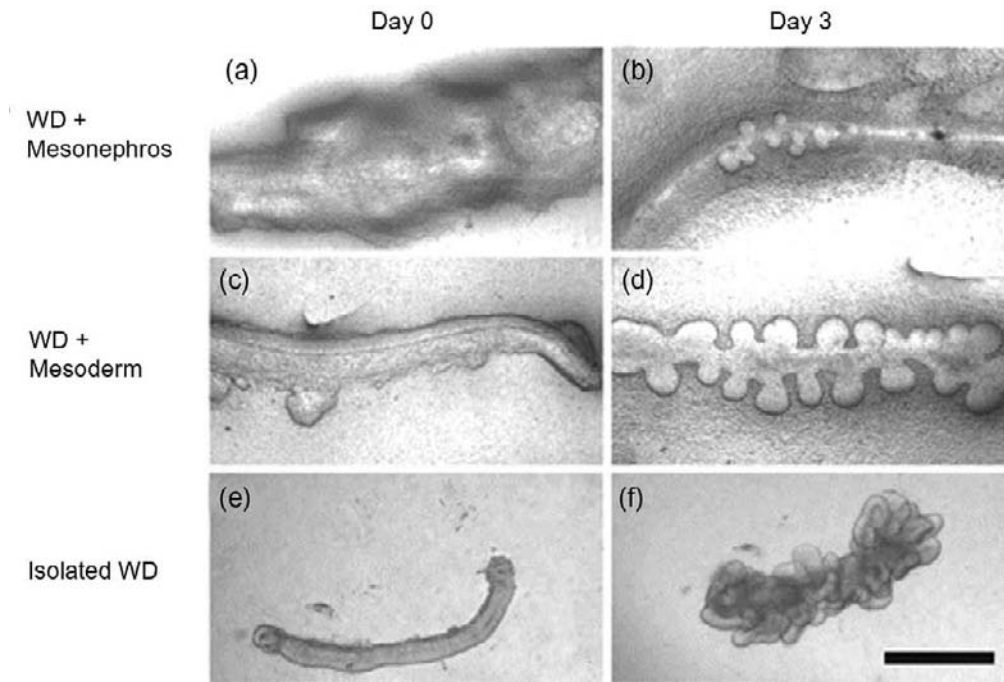 Day 0
Day 3
WD +
Mesonephros
(a)
(b)
WD +
Mesoderm
(c)
(d)
Isolated WD
(e)
(f)